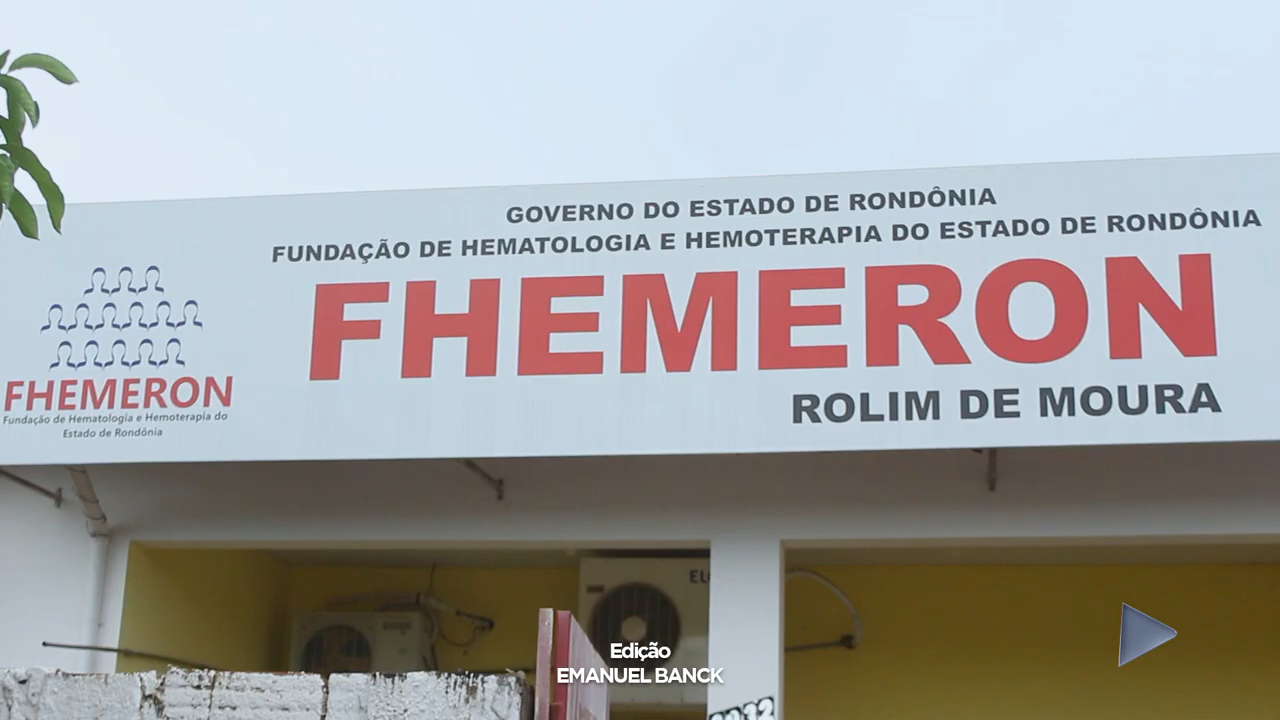 GOVERNO DO ESTADO DE RONDÔNIA
FUNDAÇÃO DE HEMATOLOGIA E HEMOTERAPIA DO ESTADO DE RONDÔNIA
FHEMERON
ROLIM DE MOURA
FHEMERON
Fundação de Hematologia e Hemoterapia do
Estado de Rondônia
Edição
EMANUEL BANCK